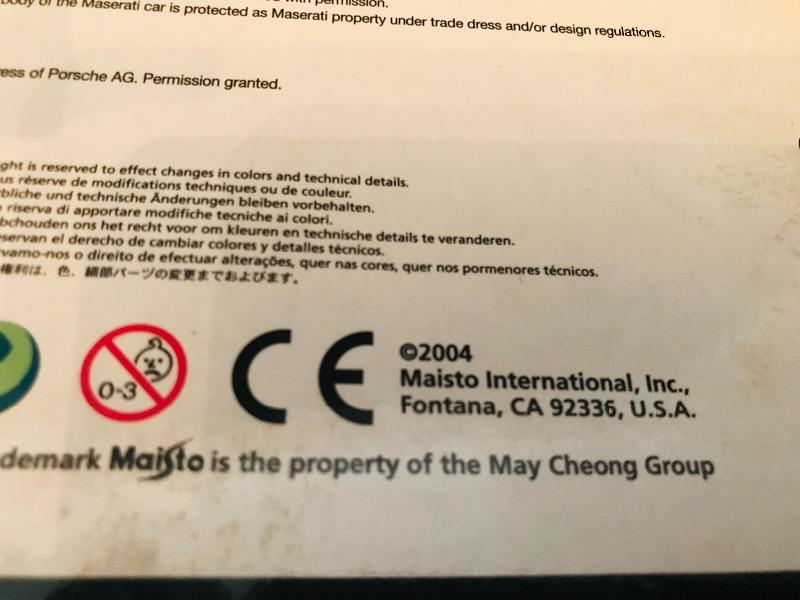 body of the Maserati car is protected as Maserati property under trade dress and/or design regulations.
ess of Porsche AG. Permission granted.
ght is reserved to effect changes in colors and technical details.
us réserve de modifications techniques ou de couleur.
bliche und technische Änderungen bleiben vorbehalten.
riserva di apportare modifiche tecniche ai colori.
bchouden ons het recht voor om kleuren en technische details te veranderen.
servan el derecho de cambiar colores y detalles técnicos.
vamo-nos o direito de efectuar alterações, quer nas cores, quer nos pormenores técnicos.
権利は、色、細部パーツの変更までおよびます。
0-3
CE
©2004
Maisto International, Inc.,
Fontana, CA 92336, U.S.A.
demark Maisto is the property of the May Cheong Group